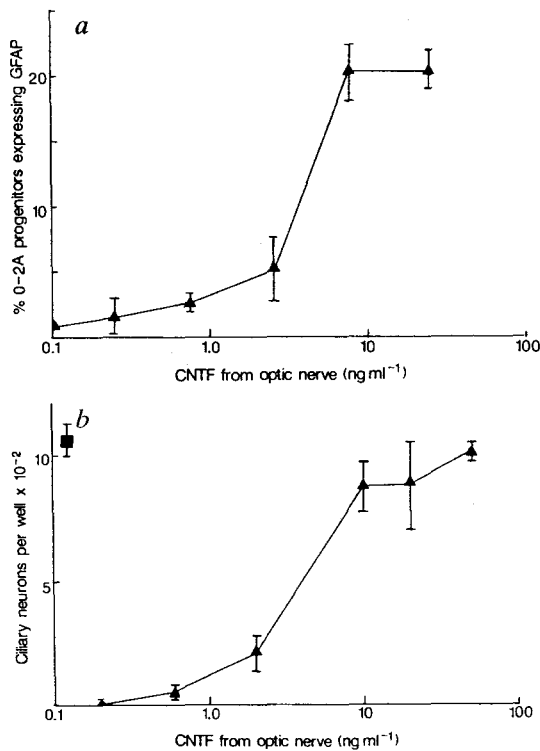 a
% O-2A progenitors expressing GFAP
20
10
0.1 1.0 10 100
CNTF from optic nerve (ng ml⁻¹)
b
Ciliary neurons per well x 10⁻²
10
5
0.1 1.0 10 100
CNTF from optic nerve (ng ml⁻¹)